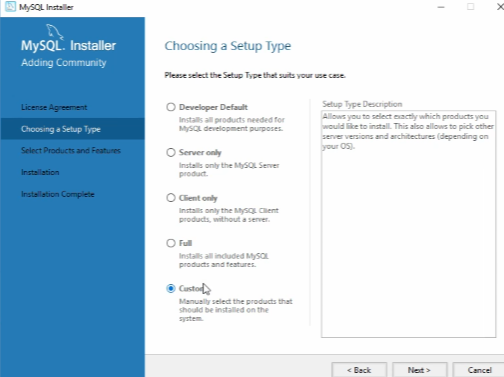 MySQL Installer
MySQL. Installer
Adding Community
License Agreement
Choosing a Setup Type
Select Products and Features
Installation
Installation Complete
Choosing a Setup Type
Please select the Setup Type that suits your use case.
Developer Default
Installs all products needed for
MySQL development purposes.
Server only
Installs only the MySQL Server
product.
Client only
Installs only the MySQL Client
products, without a server.
Full
Installs all included MySQL
products and features.
Custom
Manually select the products that
should be installed on the
system.
Setup Type Description
Allows you to select exactly which products you
would like to install. This also allows to pick other
server versions and architectures (depending on
your OS).
< Back
Next >
Cancel